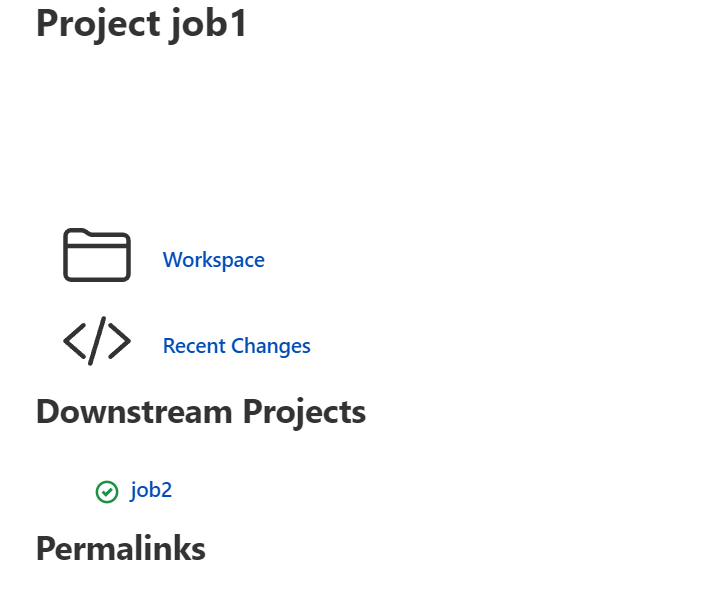 Project job1
Workspace
Recent Changes
Downstream Projects
job2
Permalinks